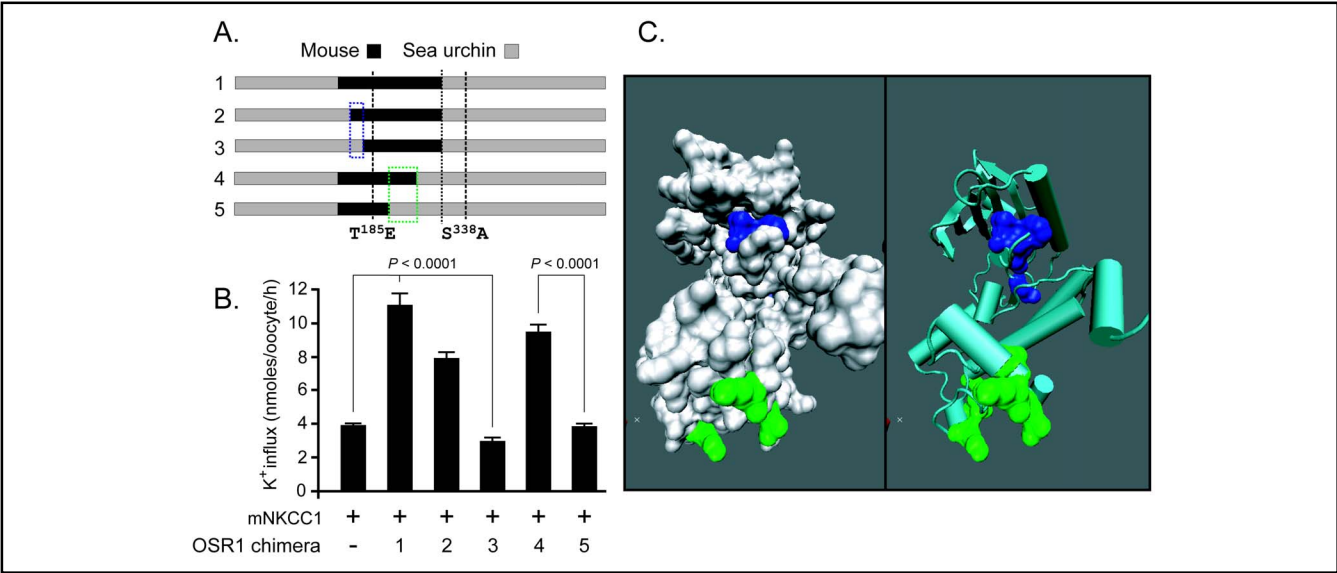 A.
Mouse Sea urchin
1
2
3
4
5
T¹⁸⁵E S³³⁸A
B.
P < 0.0001 P < 0.0001
K⁺ influx (nmoles/oocyte/h)
12
10
8
6
4
2
0
mNKCC1 + + + + + +
OSR1 chimera - 1 2 3 4 5
C.